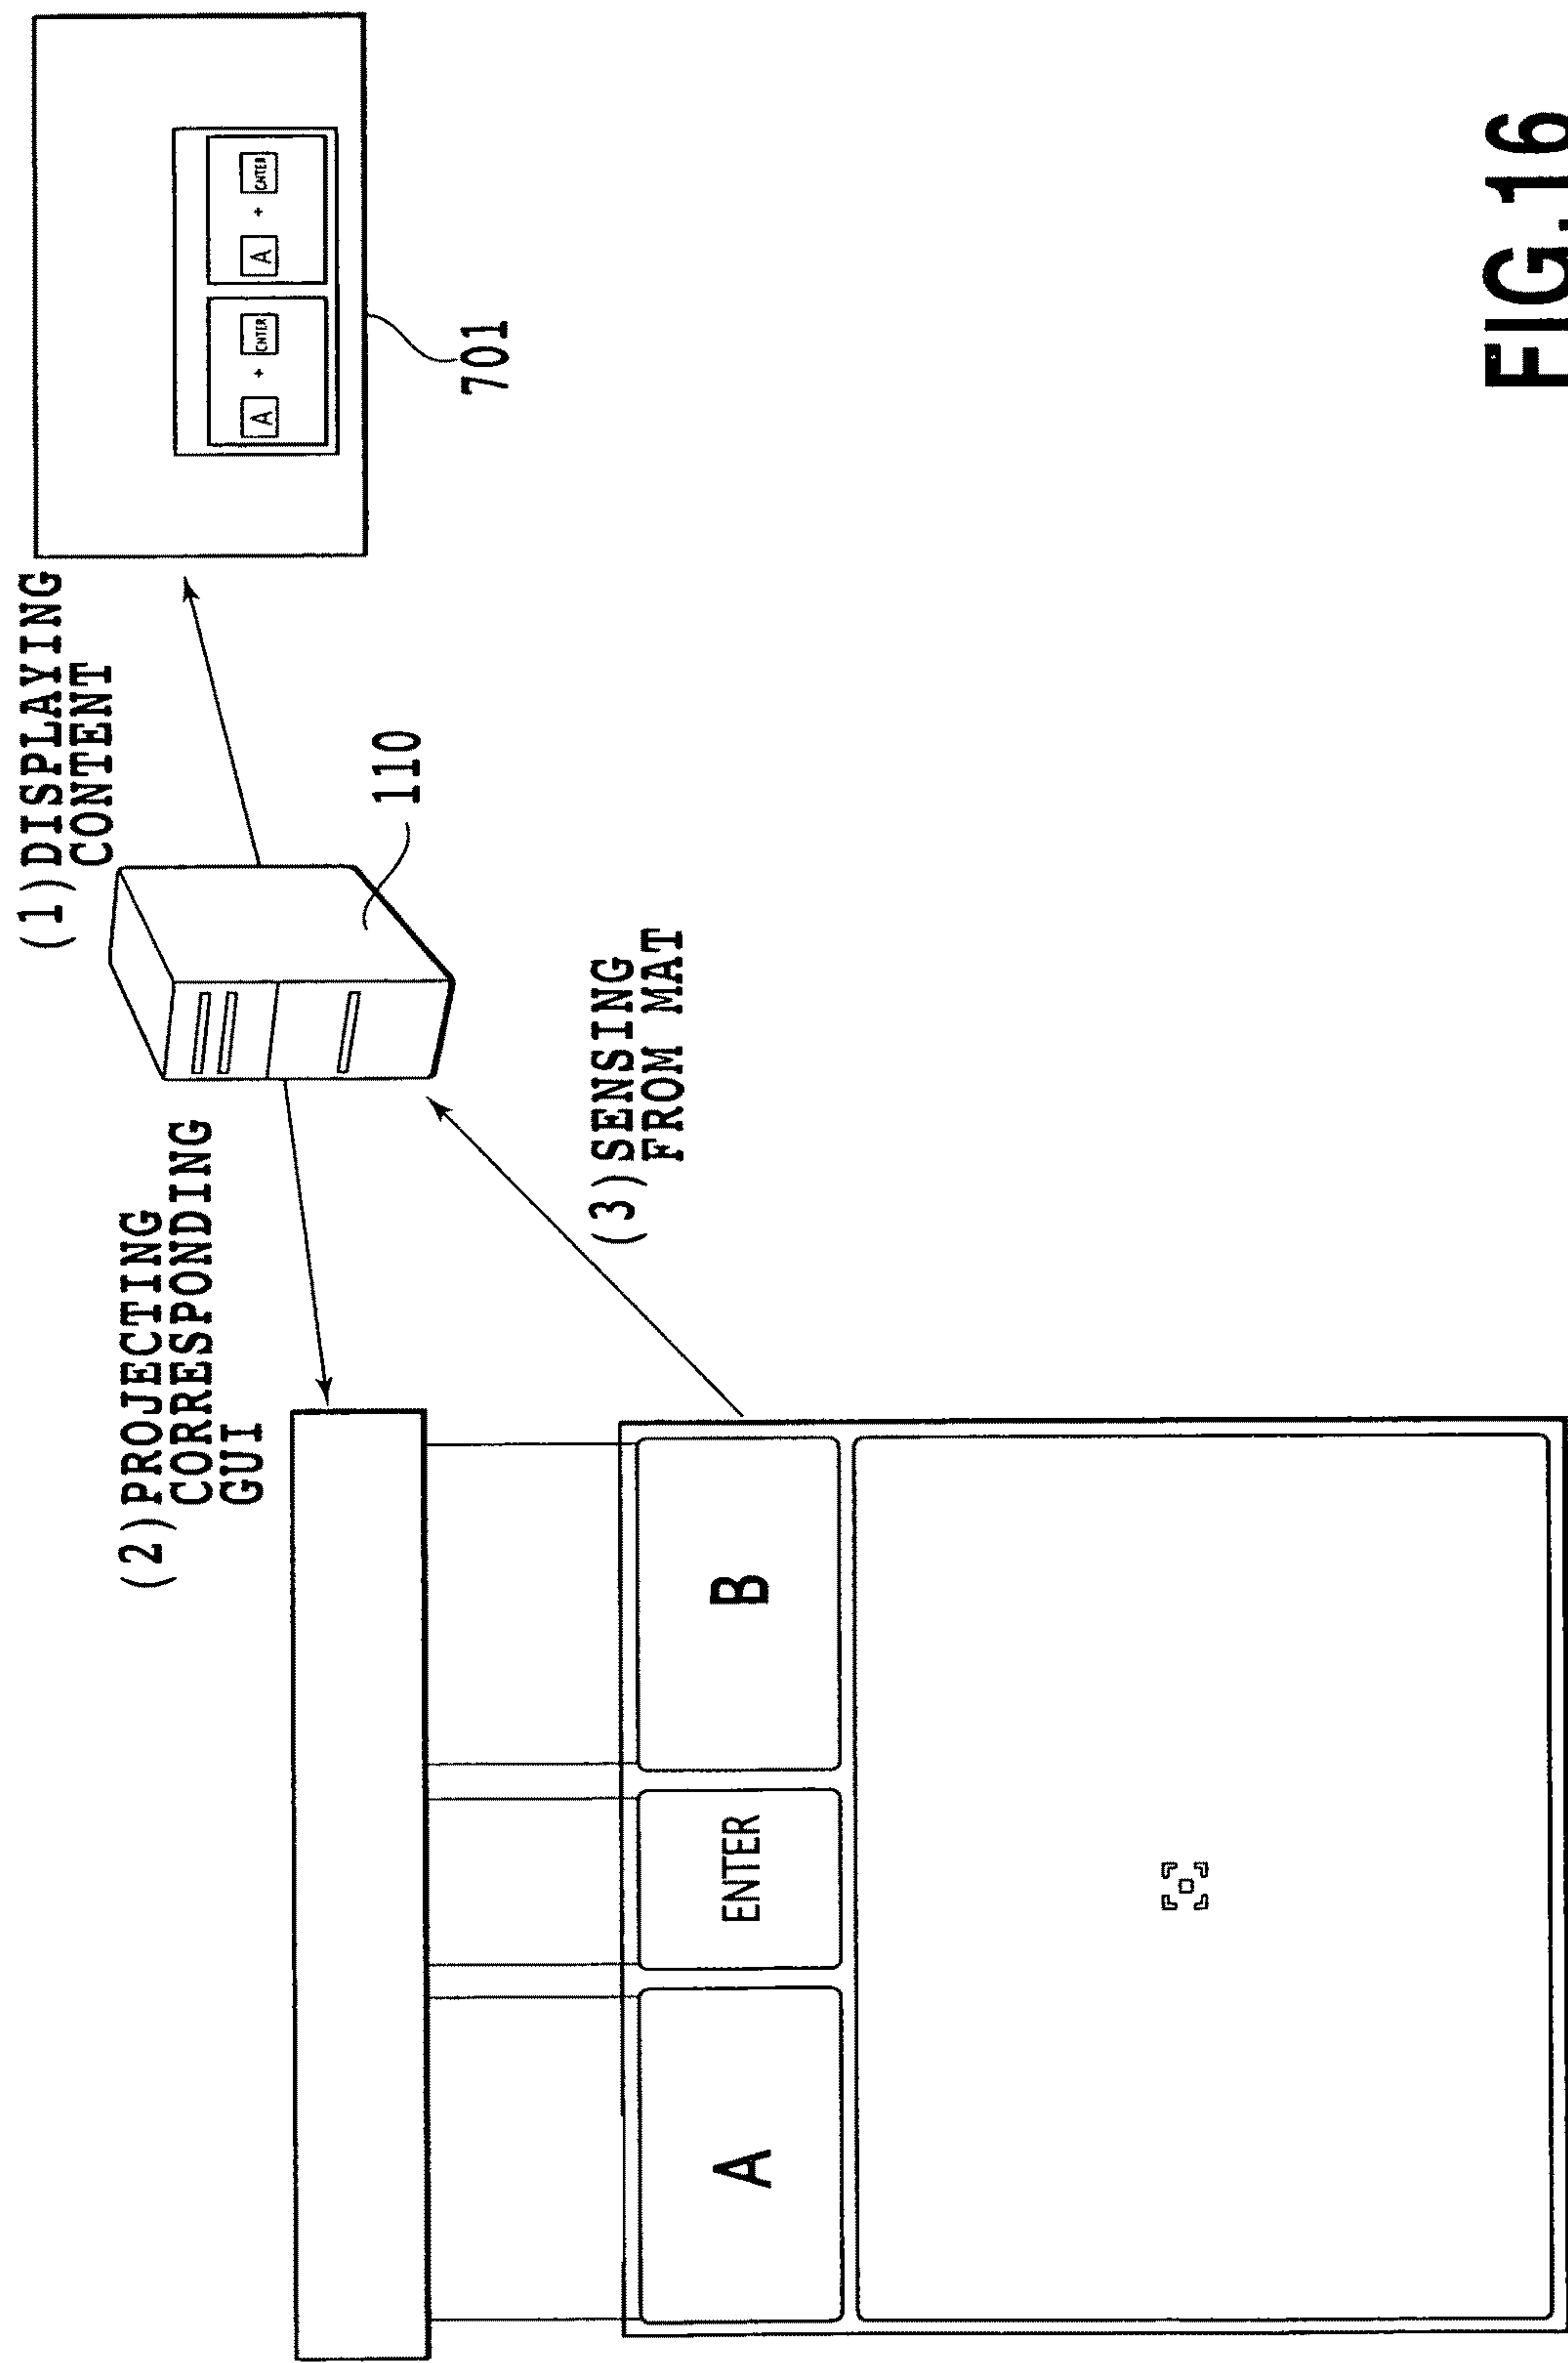 (1)DISPLAYING
CONTENT
(2)PROJECTING
CORRESPONDING
GUI
A + CNTER
A + CNTER
110
701
(3)SENSING
FROM MAT
A
ENTER
B
FIG.16